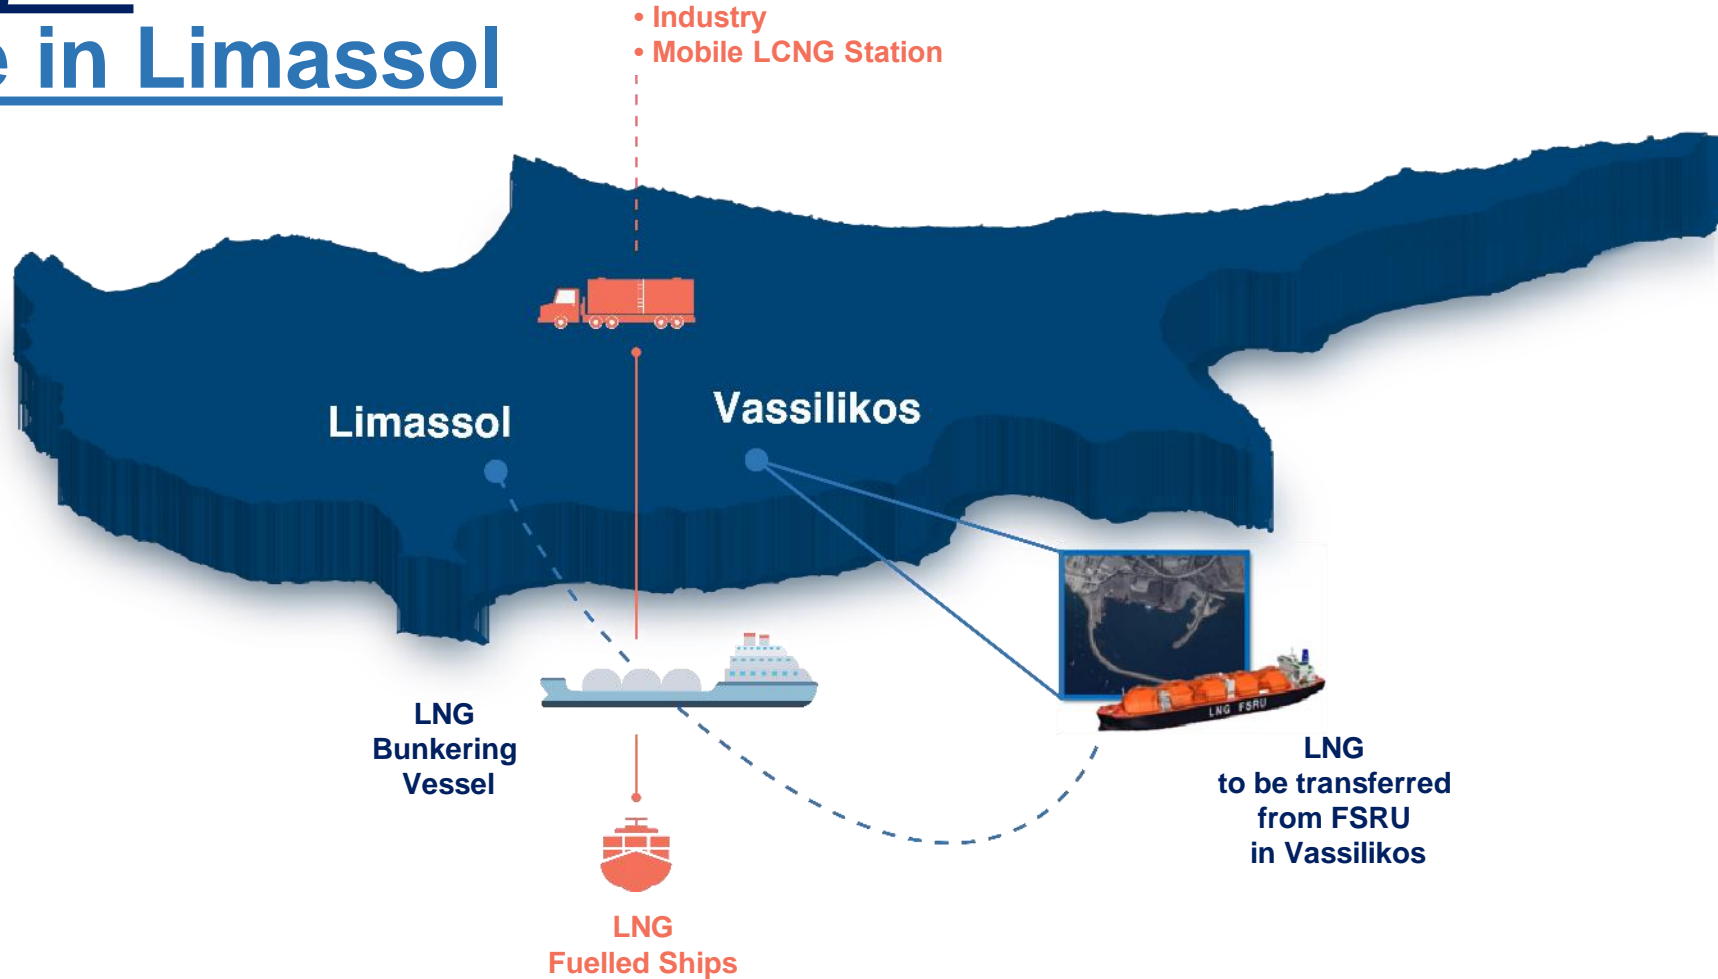 e in Limassol
• Industry
• Mobile LCNG Station
Limassol
Vassilikos
LNG
Bunkering
Vessel
LNG FSRU
LNG
to be transferred
from FSRU
in Vassilikos
LNG
Fuelled Ships